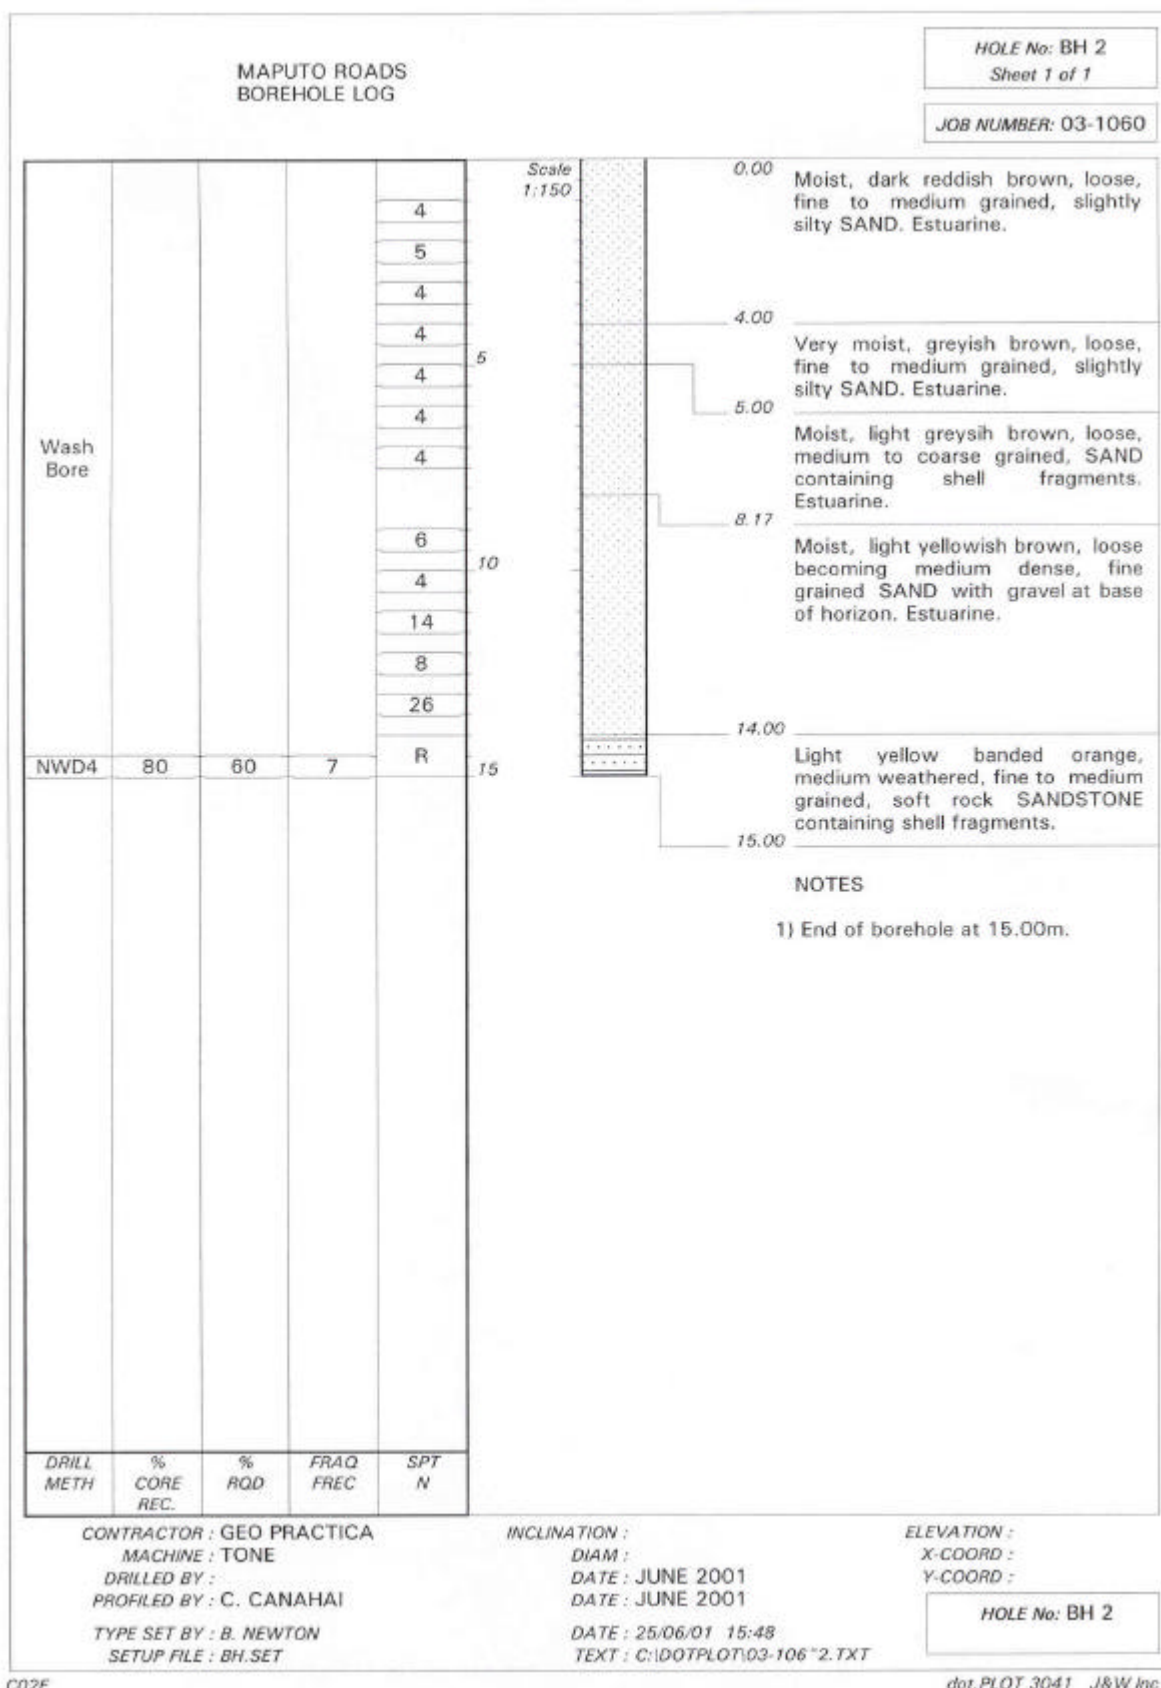 MAPUTO ROADS
BOREHOLE LOG
HOLE No: BH 2
Sheet 1 of 1
JOB NUMBER: 03-1060
Scale
1:150
0.00
Moist, dark reddish brown, loose,
fine to medium grained, slightly
silty SAND. Estuarine.
4
5
4
4.00
4
Very moist, greyish brown, loose,
fine to medium grained, slightly
silty SAND. Estuarine.
5
4
5.00
4
Moist, light greysih brown, loose,
medium to coarse grained, SAND
containing shell fragments.
Estuarine.
Wash
Bore
4
8.17
6
Moist, light yellowish brown, loose
becoming medium dense, fine
grained SAND with gravel at base
of horizon. Estuarine.
10
4
14
8
26
14.00
R
Light yellow banded orange,
medium weathered, fine to medium
grained, soft rock SANDSTONE
containing shell fragments.
NWD4 80 60 7
15
15.00
NOTES
1) End of borehole at 15.00m.
DRILL METH
% CORE REC.
% RQD
FRAQ FREC
SPT N
CONTRACTOR : GEO PRACTICA
MACHINE : TONE
DRILLED BY :
PROFILED BY : C. CANAHAI
TYPE SET BY : B. NEWTON
SETUP FILE : BH.SET
INCLINATION :
DIAM :
DATE : JUNE 2001
DATE : JUNE 2001
DATE : 25/06/01 15:48
TEXT : C:\DOTPLOT\03-106~2.TXT
ELEVATION :
X-COORD :
Y-COORD :
HOLE No: BH 2
C02F
dot.PLOT 3041 J&W Inc